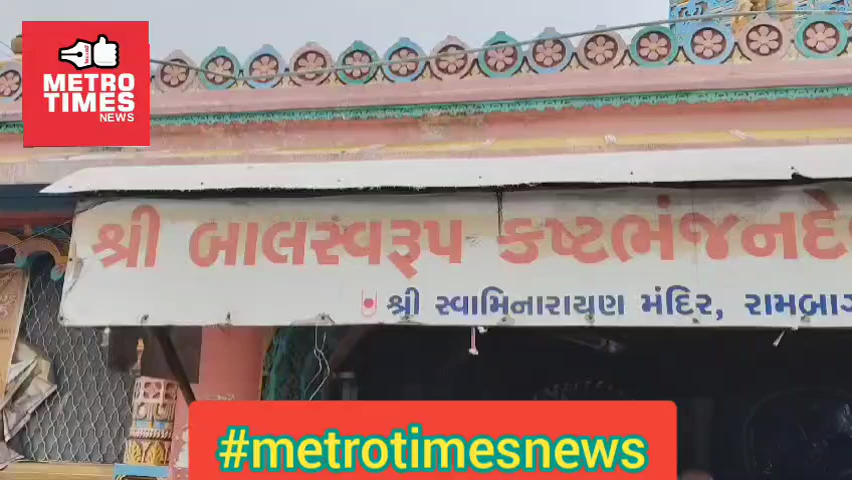 METRO
TIMES
NEWS
શ્રી બાલસ્વરૂપ કષ્ટભંજનદે
શ્રી સ્વામિનારાયણ મંદિર, રામબાગ
#metrotimesnews